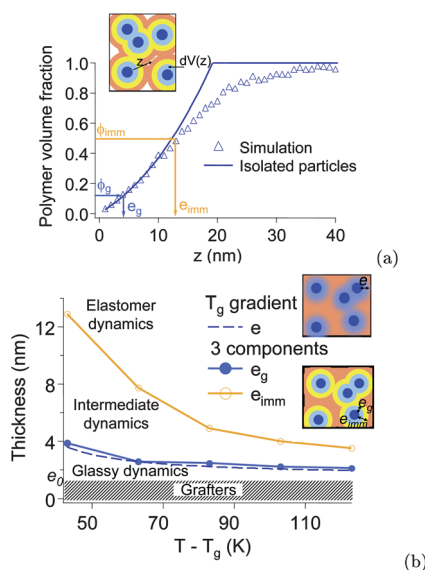 z
dV(z)
Polymer volume fraction
1.0
0.8
0.6
0.4
0.2
0.0
ϕimm
ϕg
eg
eimm
Simulation
Isolated particles
0
10
20
30
40
z (nm)
(a)
Thickness (nm)
12
8
4
e0
0
Elastomer
dynamics
Intermediate
dynamics
Glassy dynamics
Grafters
Tg gradient
e
3 components
eg
eimm
e
eg
eimm
50
70
90
110
T - Tg (K)
(b)